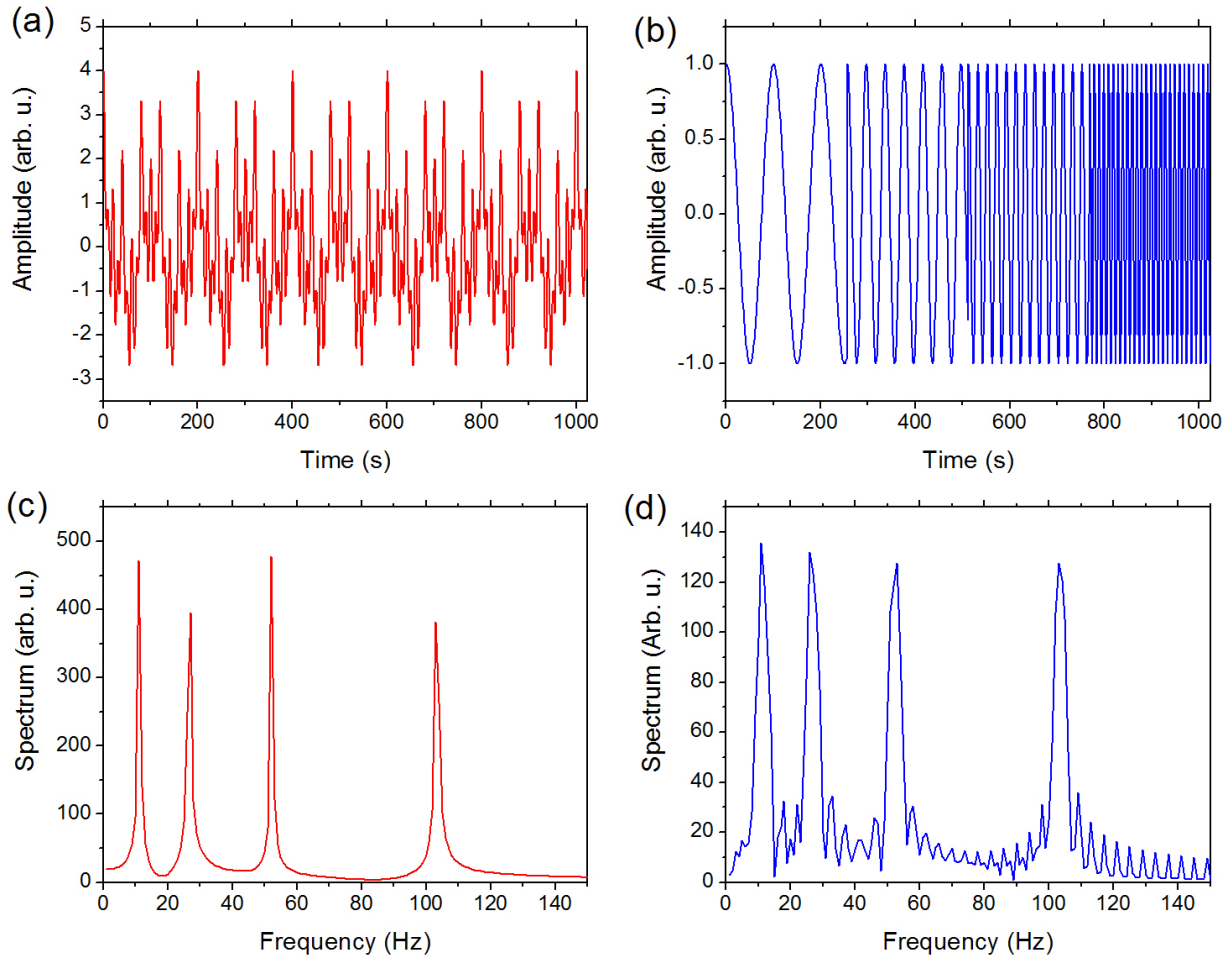 (a)
Amplitude (arb. u.)
5
4
3
2
1
0
-1
-2
-3
0 200 400 600 800 1000
Time (s)
(b)
Amplitude (arb. u.)
1.0
0.5
0.0
-0.5
-1.0
0 200 400 600 800 1000
Time (s)
(c)
Spectrum (arb. u.)
500
400
300
200
100
0
0 20 40 60 80 100 120 140
Frequency (Hz)
(d)
Spectrum (Arb. u.)
140
120
100
80
60
40
20
0
0 20 40 60 80 100 120 140
Frequency (Hz)